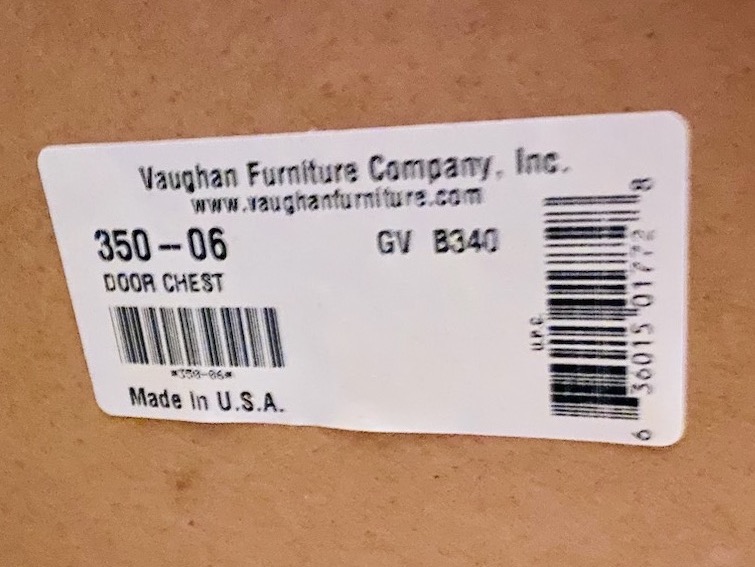 Vaughan Furniture Company, Inc.
www.vaughanfurniture.com
350-06
GV B340
DOOR CHEST
*350-06*
Made in U.S.A.
U.P.C.
6 36015 01772 8